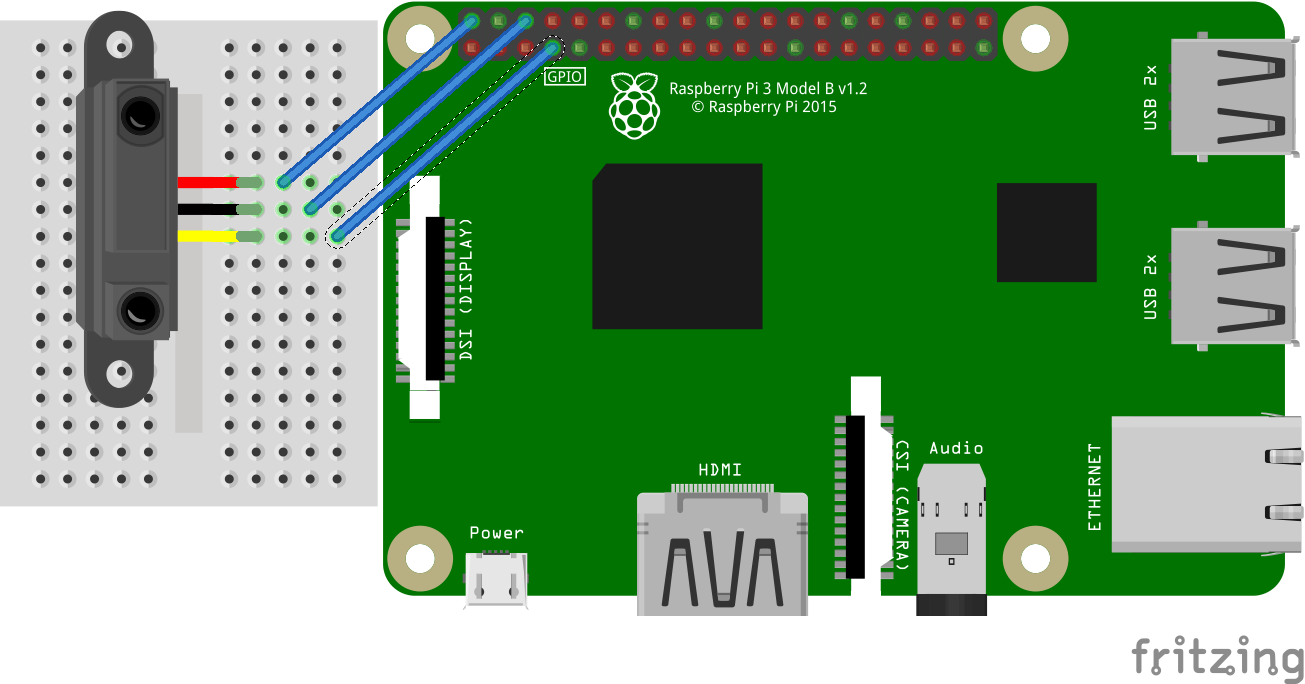 GPIO
Raspberry Pi 3 Model B v1.2
© Raspberry Pi 2015
USB 2x
DSI (DISPLAY)
USB 2x
HDMI
CSI (CAMERA)
Audio
ETHERNET
Power
fritzing